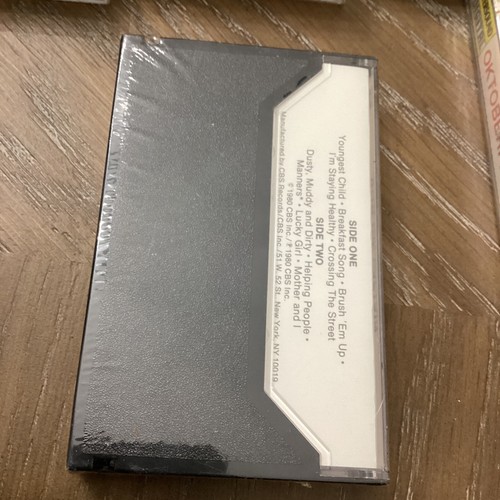 SIDE ONE
Youngest Child • Breakfast Song • Brush 'Em Up •
I'm Staying Healthy • Crossing The Street
SIDE TWO
Dusty, Muddy and Dirty • Helping People •
Manners* • Lucky Girl • Mother and I
©1980 CBS Inc./℗ 1980 CBS Inc.
Manufactured by CBS Records/CBS Inc./51 W. 52 St., New York, NY 10019
OKTOBER